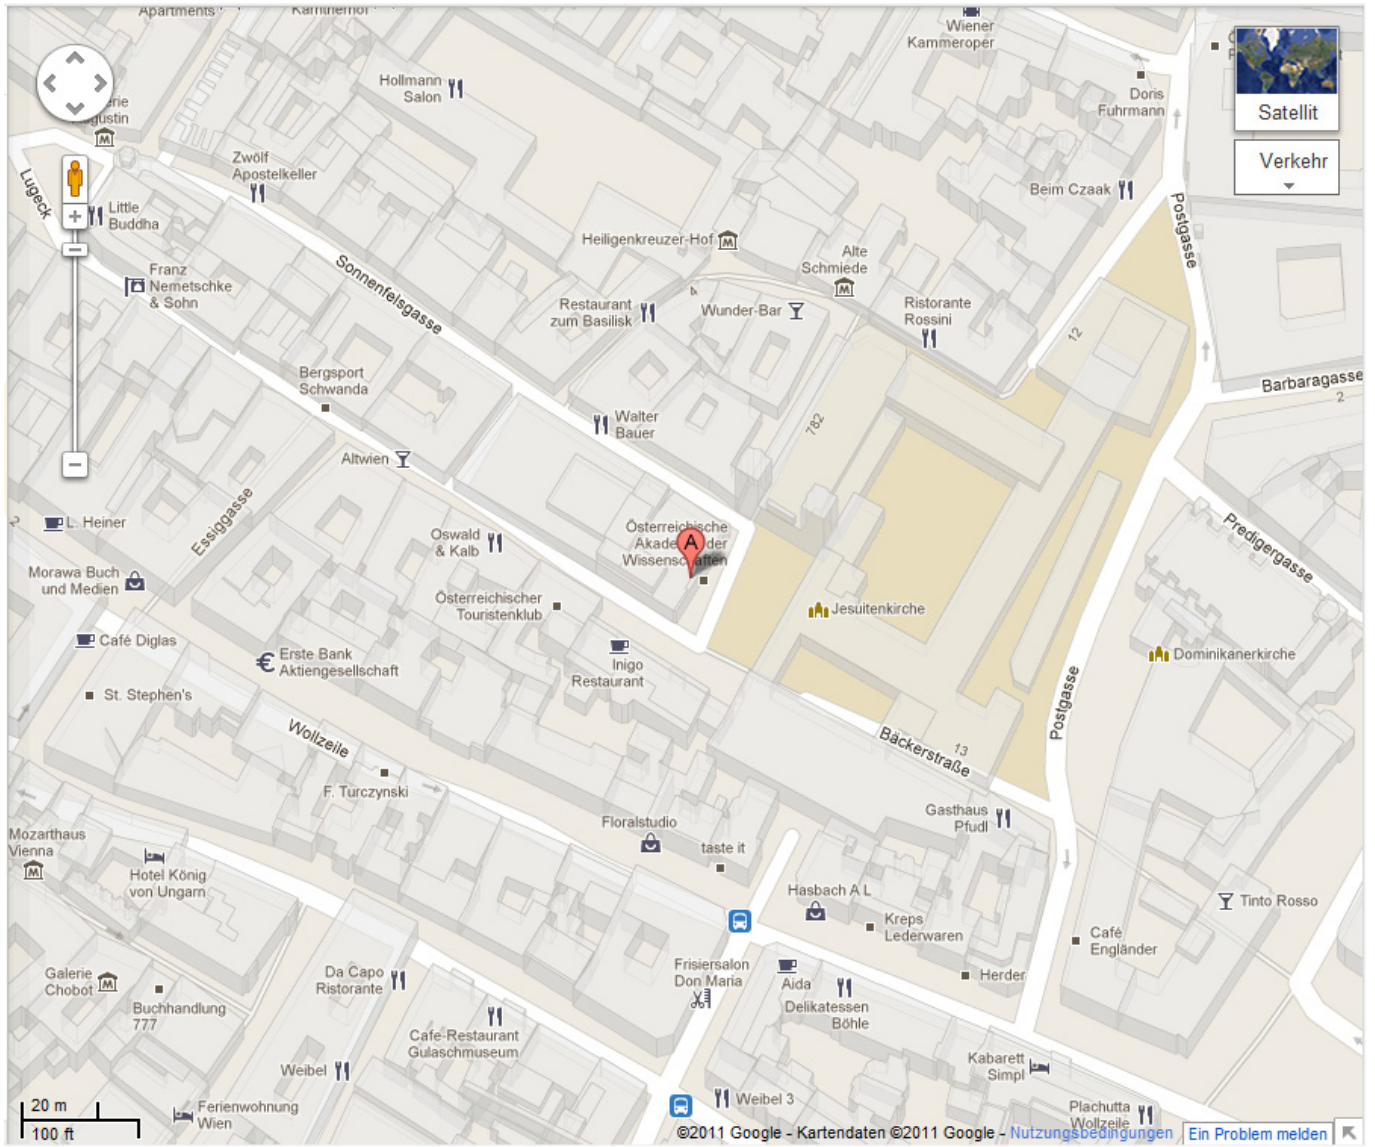 Apartments
Kärntnerhof
Wiener
Kammeroper
Hollmann
Salon
Doris
Fuhrmann
Satellit
Verkehr
Zwölf
Apostelkeller
Lugeck
Little
Buddha
Beim Czaak
Postgasse
Heiligenkreuzer-Hof
Alte
Schmiede
Sonnenfelsgasse
Franz
Nemetschke
& Sohn
Restaurant
zum Basilisk
4
Wunder-Bar
Ristorante
Rossini
12
Bergsport
Schwanda
Barbaragasse
2
Walter
Bauer
782
Altwien
Essiggasse
2
L. Heiner
Oswald
& Kalb
Österreichische
Akademie der
Wissenschaften
A
Predigergasse
Morawa Buch
und Medien
Österreichischer
Touristenklub
Jesuitenkirche
Café Diglas
Erste Bank
Aktiengesellschaft
Inigo
Restaurant
Dominikanerkirche
St. Stephen's
Postgasse
Wollzeile
Bäckerstraße
13
F. Turczynski
Gasthaus
Pfudl
Floralstudio
Mozarthaus
Vienna
taste it
Hotel König
von Ungarn
Hasbach A L
Tinto Rosso
Kreps
Lederwaren
Café
Engländer
Galerie
Chobot
Da Capo
Ristorante
Frisiersalon
Don Maria
Aida
Herder
Buchhandlung
777
Delikatessen
Böhle
Cafe-Restaurant
Gulaschmuseum
Weibel
Kabarett
Simpl
20 m
100 ft
Ferienwohnung
Wien
Weibel 3
Plachutta
Wollzeile
©2011 Google - Kartendaten ©2011 Google - Nutzungsbedingungen
Ein Problem melden